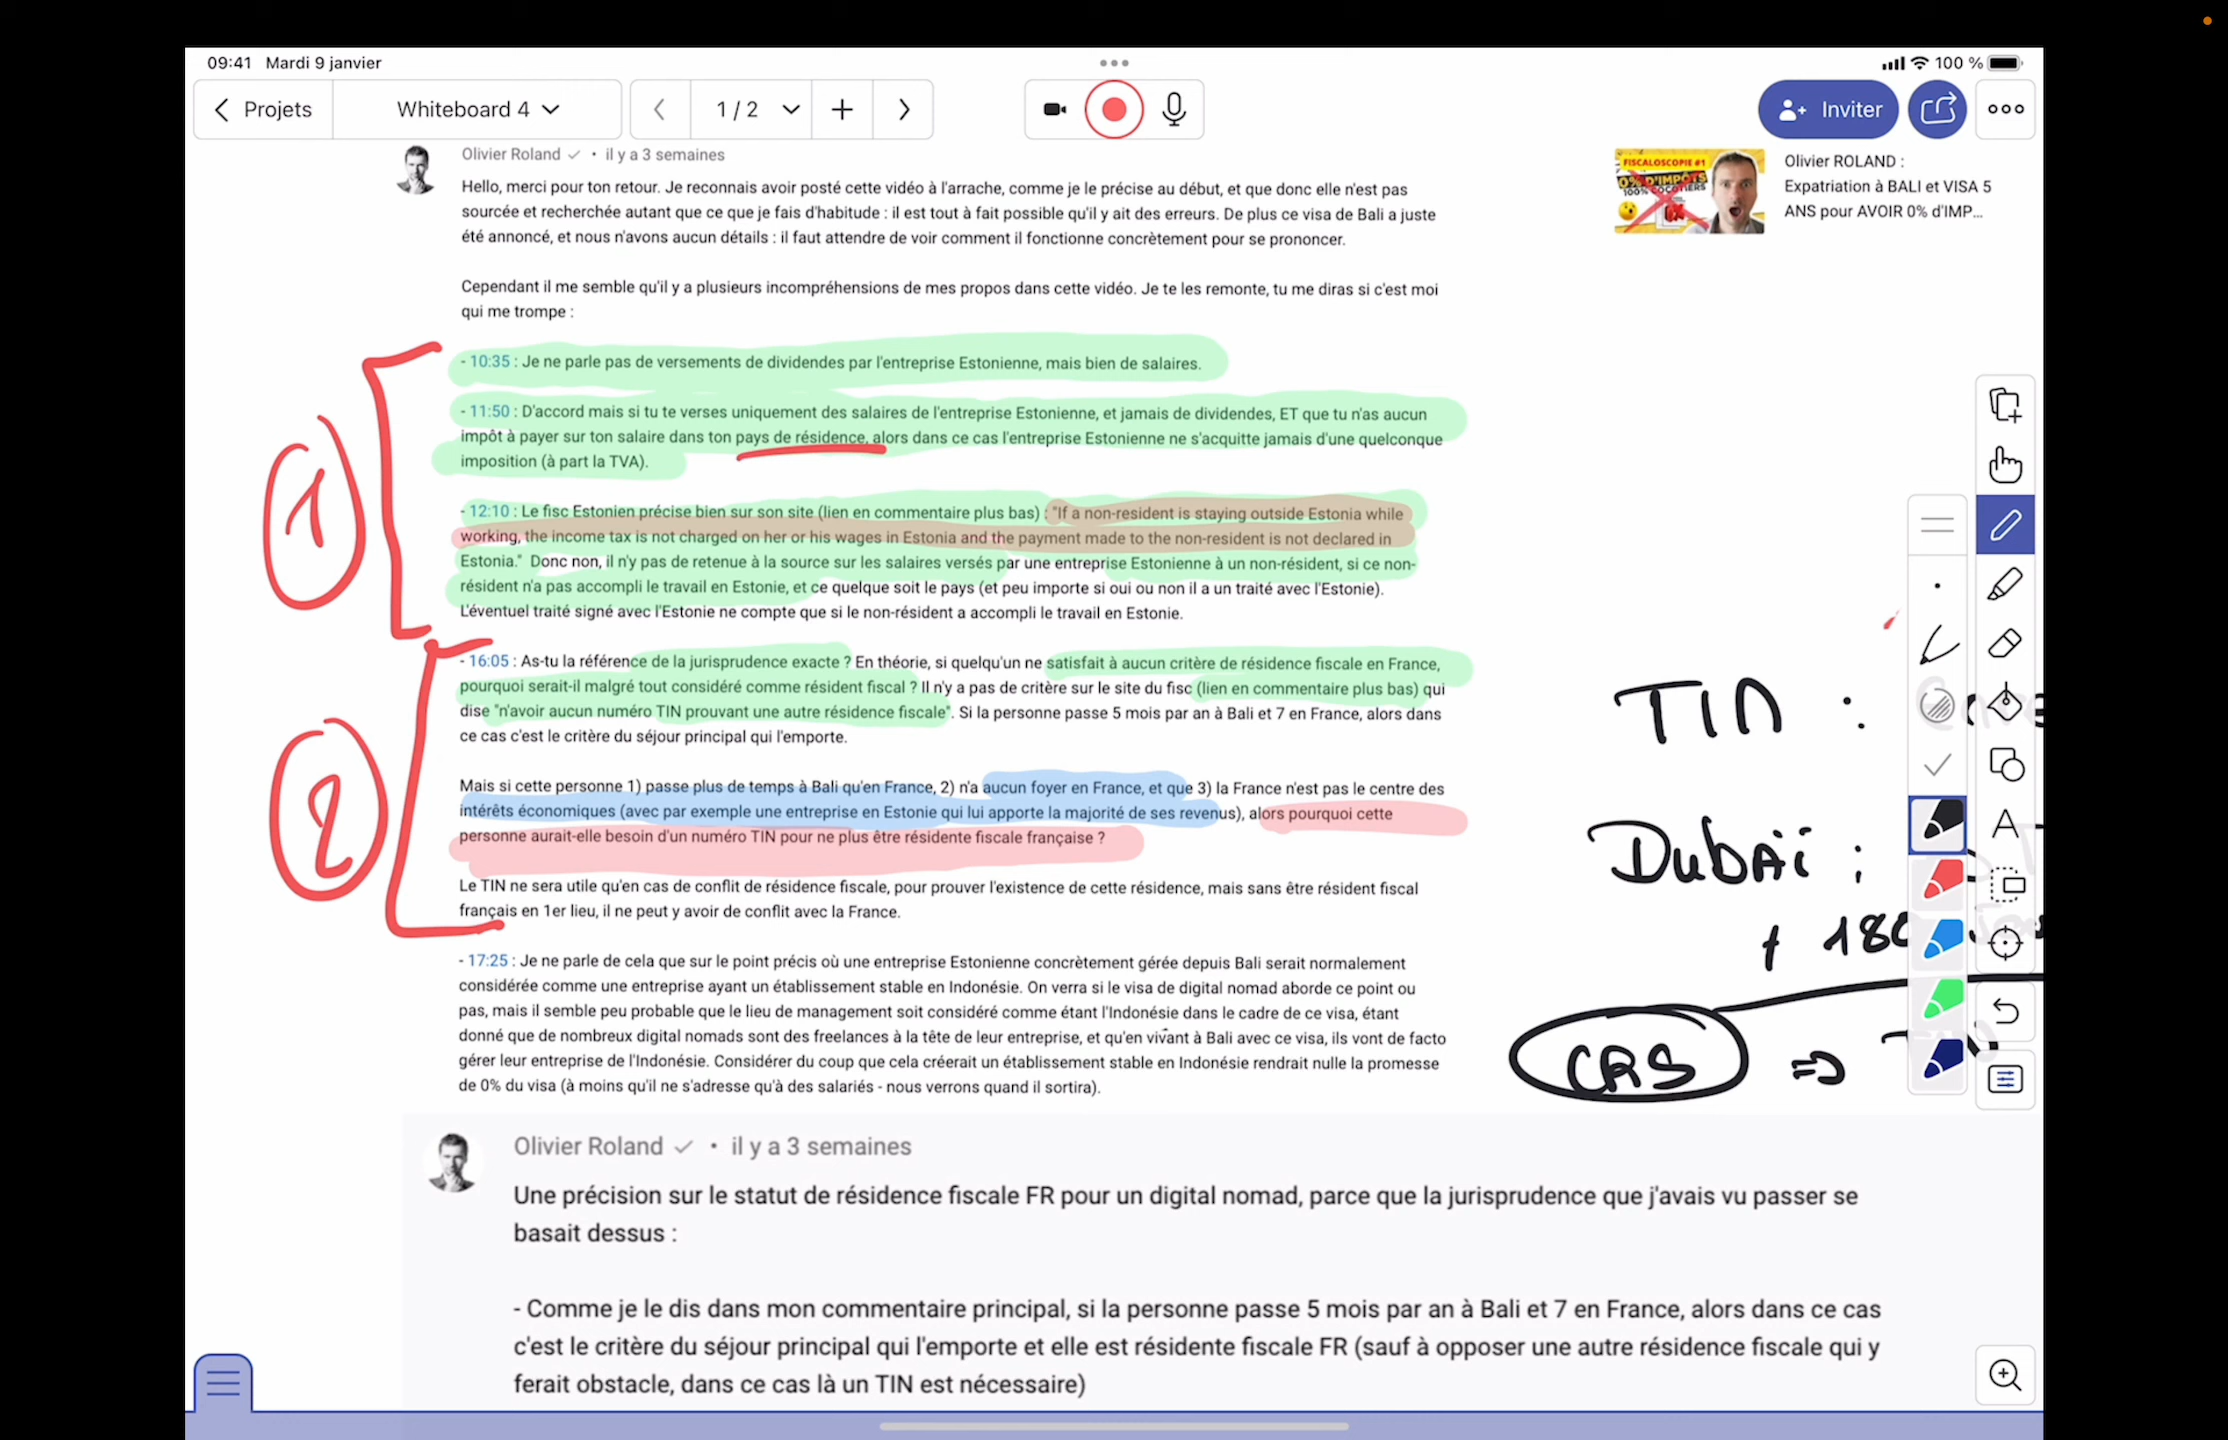 09:41 Mardi 9 janvier
100 %
Projets
Whiteboard 4
1 / 2
Inviter
Olivier Roland • il y a 3 semaines
Hello, merci pour ton retour. Je reconnais avoir posté cette vidéo à l'arrache, comme je le précise au début, et que donc elle n'est pas
sourcée et recherchée autant que ce que je fais d'habitude : il est tout à fait possible qu'il y ait des erreurs. De plus ce visa de Bali a juste
été annoncé, et nous n'avons aucun détails : il faut attendre de voir comment il fonctionne concrètement pour se prononcer.
Cependant il me semble qu'il y a plusieurs incompréhensions de mes propos dans cette vidéo. Je te les remonte, tu me diras si c'est moi
qui me trompe :
- 10:35 : Je ne parle pas de versements de dividendes par l'entreprise Estonienne, mais bien de salaires.
- 11:50 : D'accord mais si tu te verses uniquement des salaires de l'entreprise Estonienne, et jamais de dividendes, ET que tu n'as aucun
impôt à payer sur ton salaire dans ton pays de résidence, alors dans ce cas l'entreprise Estonienne ne s'acquitte jamais d'une quelconque
imposition (à part la TVA).
- 12:10 : Le fisc Estonien précise bien sur son site (lien en commentaire plus bas) : "If a non-resident is staying outside Estonia while
working, the income tax is not charged on her or his wages in Estonia and the payment made to the non-resident is not declared in
Estonia." Donc non, il n'y pas de retenue à la source sur les salaires versés par une entreprise Estonienne à un non-résident, si ce non-
résident n'a pas accompli le travail en Estonie, et ce quelque soit le pays (et peu importe si oui ou non il a un traité avec l'Estonie).
L'éventuel traité signé avec l'Estonie ne compte que si le non-résident a accompli le travail en Estonie.
1
- 16:05 : As-tu la référence de la jurisprudence exacte ? En théorie, si quelqu'un ne satisfait à aucun critère de résidence fiscale en France,
pourquoi serait-il malgré tout considéré comme résident fiscal ? Il n'y a pas de critère sur le site du fisc (lien en commentaire plus bas) qui
dise "n'avoir aucun numéro TIN prouvant une autre résidence fiscale". Si la personne passe 5 mois par an à Bali et 7 en France, alors dans
ce cas c'est le critère du séjour principal qui l'emporte.
Mais si cette personne 1) passe plus de temps à Bali qu'en France, 2) n'a aucun foyer en France, et que 3) la France n'est pas le centre des
intérêts économiques (avec par exemple une entreprise en Estonie qui lui apporte la majorité de ses revenus), alors pourquoi cette
personne aurait-elle besoin d'un numéro TIN pour ne plus être résidente fiscale française ?
Le TIN ne sera utile qu'en cas de conflit de résidence fiscale, pour prouver l'existence de cette résidence, mais sans être résident fiscal
français en 1er lieu, il ne peut y avoir de conflit avec la France.
2
- 17:25 : Je ne parle de cela que sur le point précis où une entreprise Estonienne concrètement gérée depuis Bali serait normalement
considérée comme une entreprise ayant un établissement stable en Indonésie. On verra si le visa de digital nomad aborde ce point ou
pas, mais il semble peu probable que le lieu de management soit considéré comme étant l'Indonésie dans le cadre de ce visa, étant
donné que de nombreux digital nomads sont des freelances à la tête de leur entreprise, et qu'en vivant à Bali avec ce visa, ils vont de facto
gérer leur entreprise de l'Indonésie. Considérer du coup que cela créerait un établissement stable en Indonésie rendrait nulle la promesse
de 0% du visa (à moins qu'il ne s'adresse qu'à des salariés - nous verrons quand il sortira).
FISCALOSCOPIE #1
0% D'IMPÔTS
Olivier ROLAND :
Expatriation à BALI et VISA 5
ANS pour AVOIR 0% d'IMP...
TIN :
Dubaï :
+ 180
CRS =>
A
Olivier Roland • il y a 3 semaines
Une précision sur le statut de résidence fiscale FR pour un digital nomad, parce que la jurisprudence que j'avais vu passer se
basait dessus :
- Comme je le dis dans mon commentaire principal, si la personne passe 5 mois par an à Bali et 7 en France, alors dans ce cas
c'est le critère du séjour principal qui l'emporte et elle est résidente fiscale FR (sauf à opposer une autre résidence fiscale qui y
ferait obstacle, dans ce cas là un TIN est nécessaire)